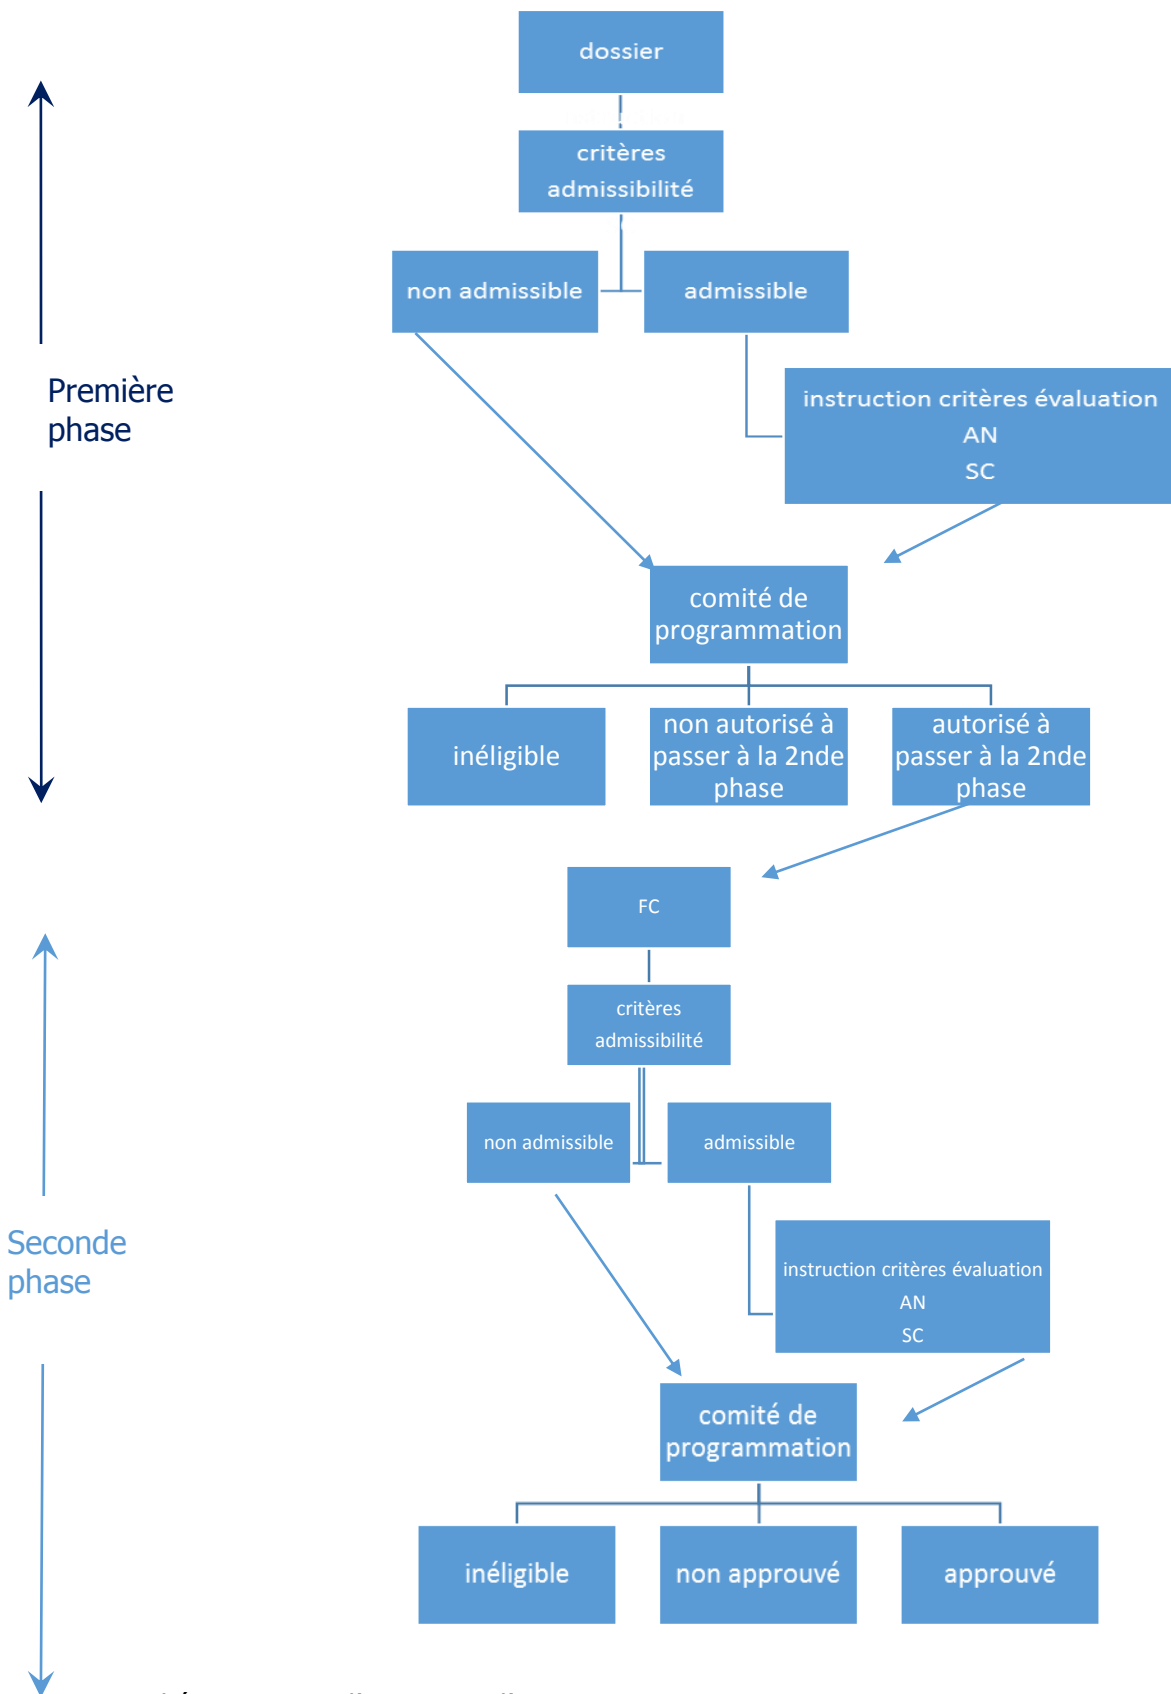 dossier
critères
admissibilité
non admissible
admissible
Première
phase
instruction critères évaluation
AN
SC
comité de
programmation
inéligible
non autorisé à
passer à la 2nde
phase
autorisé à
passer à la 2nde
phase
FC
critères
admissibilité
non admissible
admissible
Seconde
phase
instruction critères évaluation
AN
SC
comité de
programmation
inéligible
non approuvé
approuvé